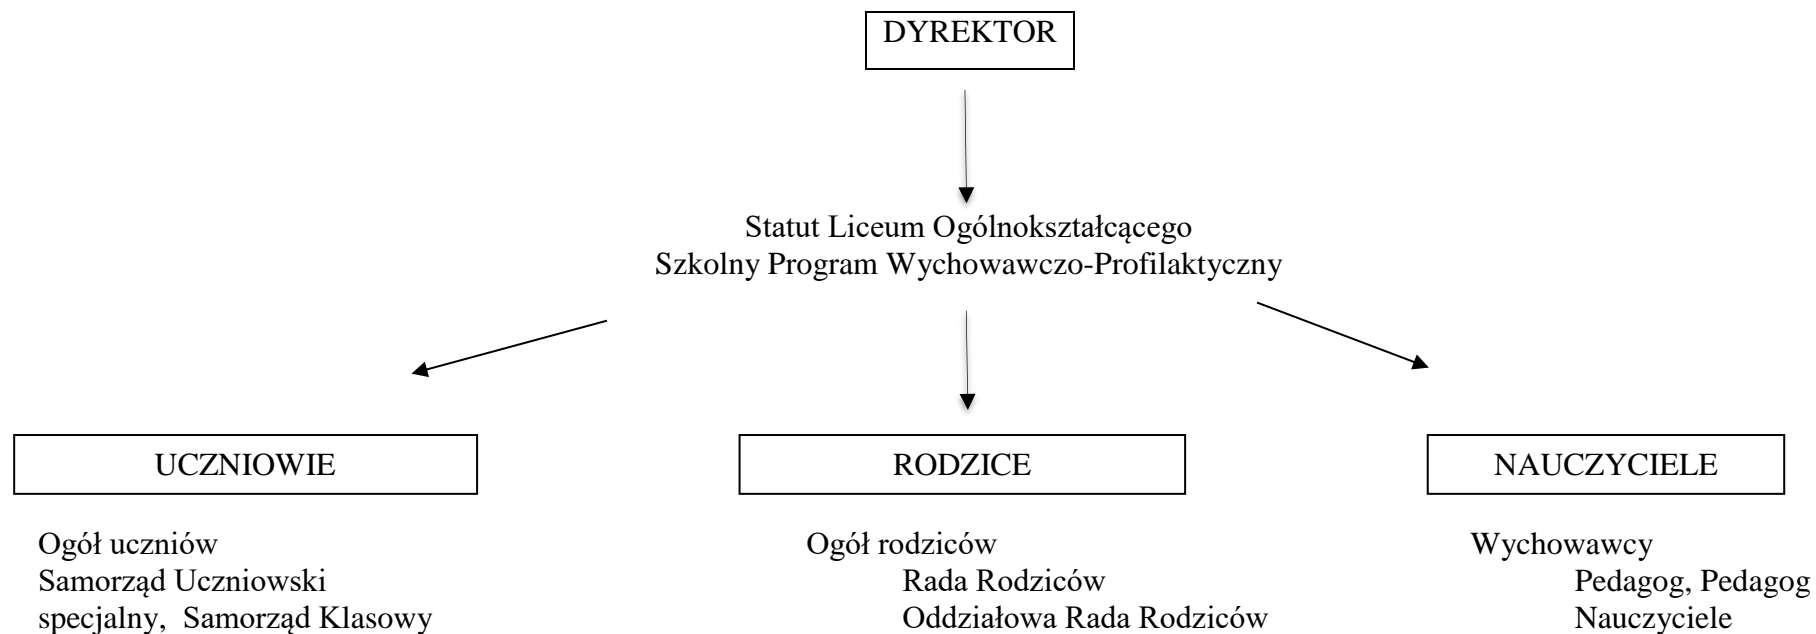 DYREKTOR
Statut Liceum Ogólnokształcącego
Szkolny Program Wychowawczo-Profilaktyczny
UCZNIOWIE
RODZICE
NAUCZYCIELE
Ogół uczniów
Samorząd Uczniowski
specjalny, Samorząd Klasowy
Ogół rodziców
Rada Rodziców
Oddziałowa Rada Rodziców
Wychowawcy
Pedagog, Pedagog
Nauczyciele